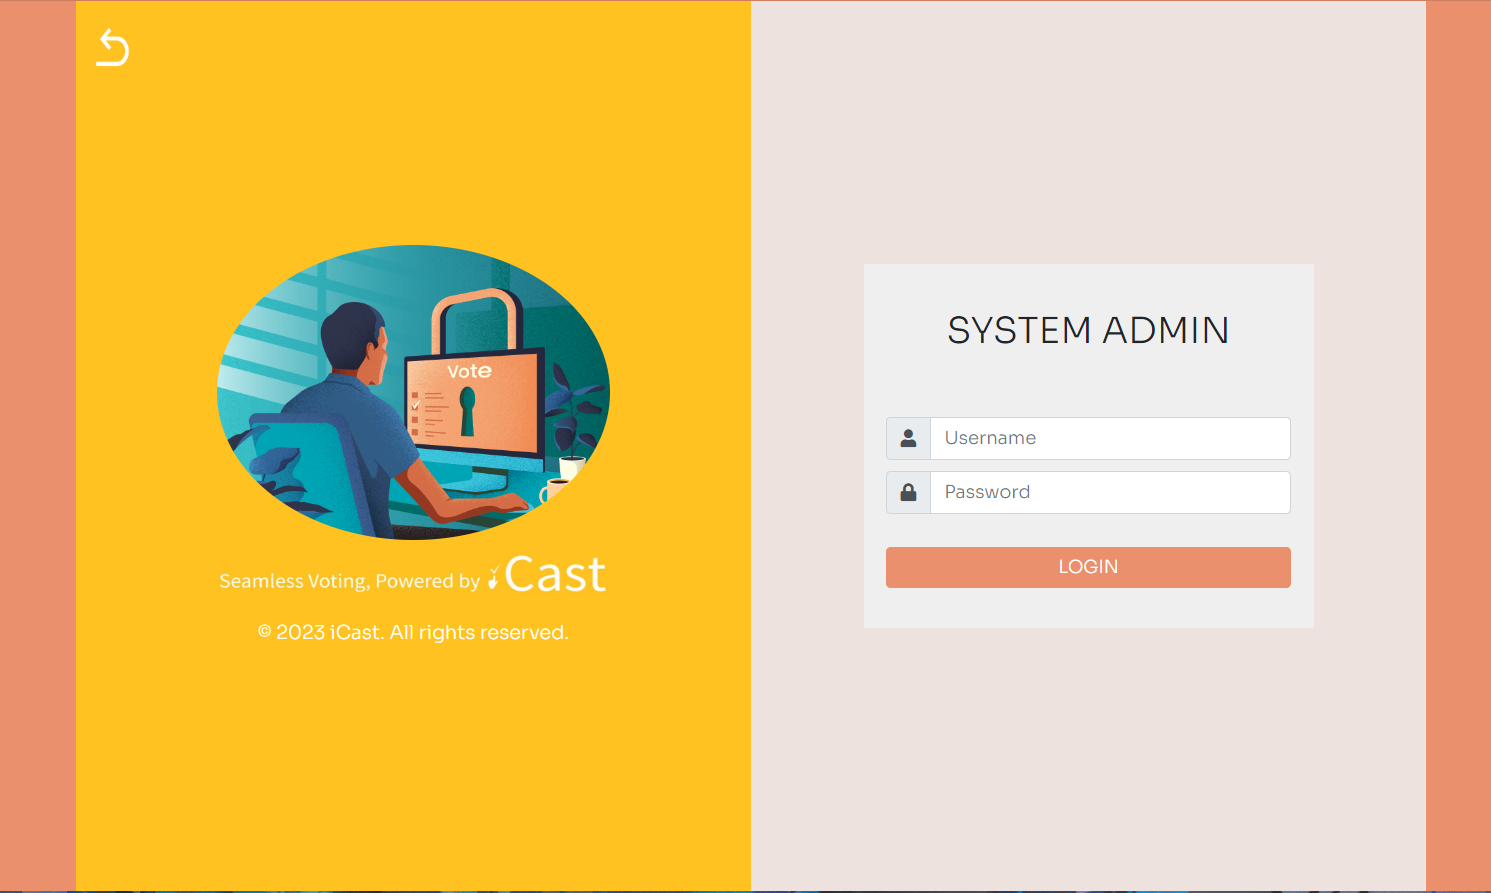 Vote
Seamless Voting, Powered by iCast
© 2023 iCast. All rights reserved.
SYSTEM ADMIN
Username
Password
LOGIN